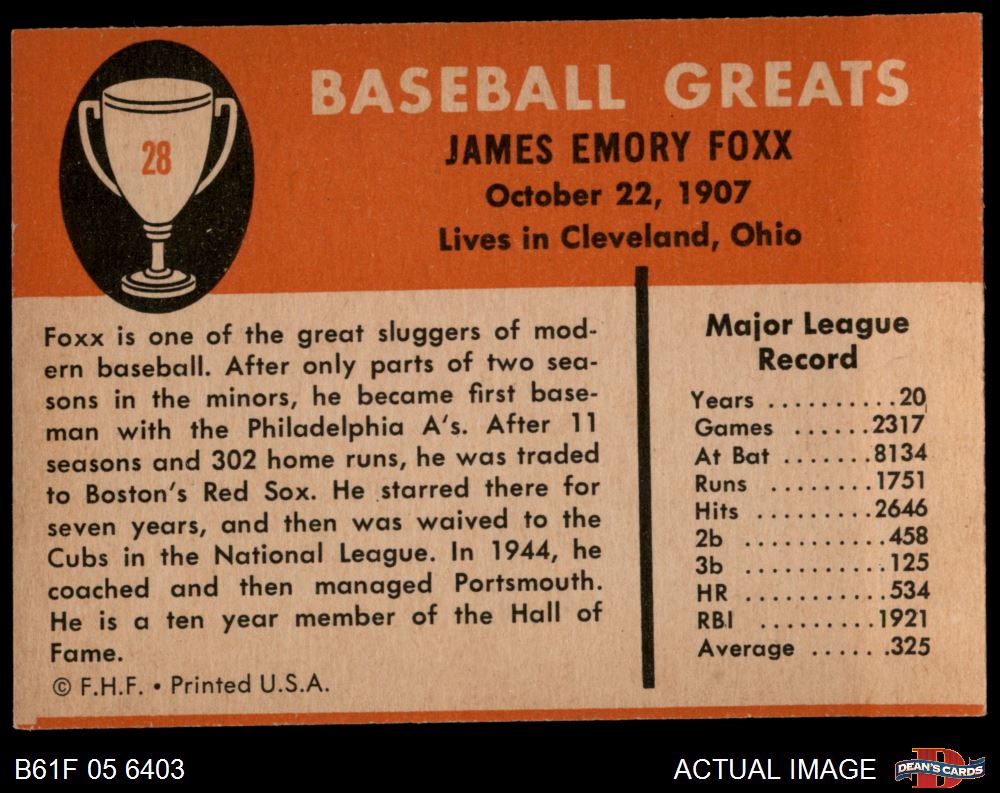 28
BASEBALL GREATS
JAMES EMORY FOXX
October 22, 1907
Lives in Cleveland, Ohio
Foxx is one of the great sluggers of mod-
ern baseball. After only parts of two sea-
sons in the minors, he became first base-
man with the Philadelphia A's. After 11
seasons and 302 home runs, he was traded
to Boston's Red Sox. He starred there for
seven years, and then was waived to the
Cubs in the National League. In 1944, he
coached and then managed Portsmouth.
He is a ten year member of the Hall of
Fame.
© F.H.F. • Printed U.S.A.
Major League
Record
Years ..........20
Games ......2317
At Bat .......8134
Runs ........1751
Hits .........2646
2b ...........458
3b ...........125
HR ...........534
RBI .........1921
Average ......325
B61F 05 6403
ACTUAL IMAGE
DEAN'S CARDS